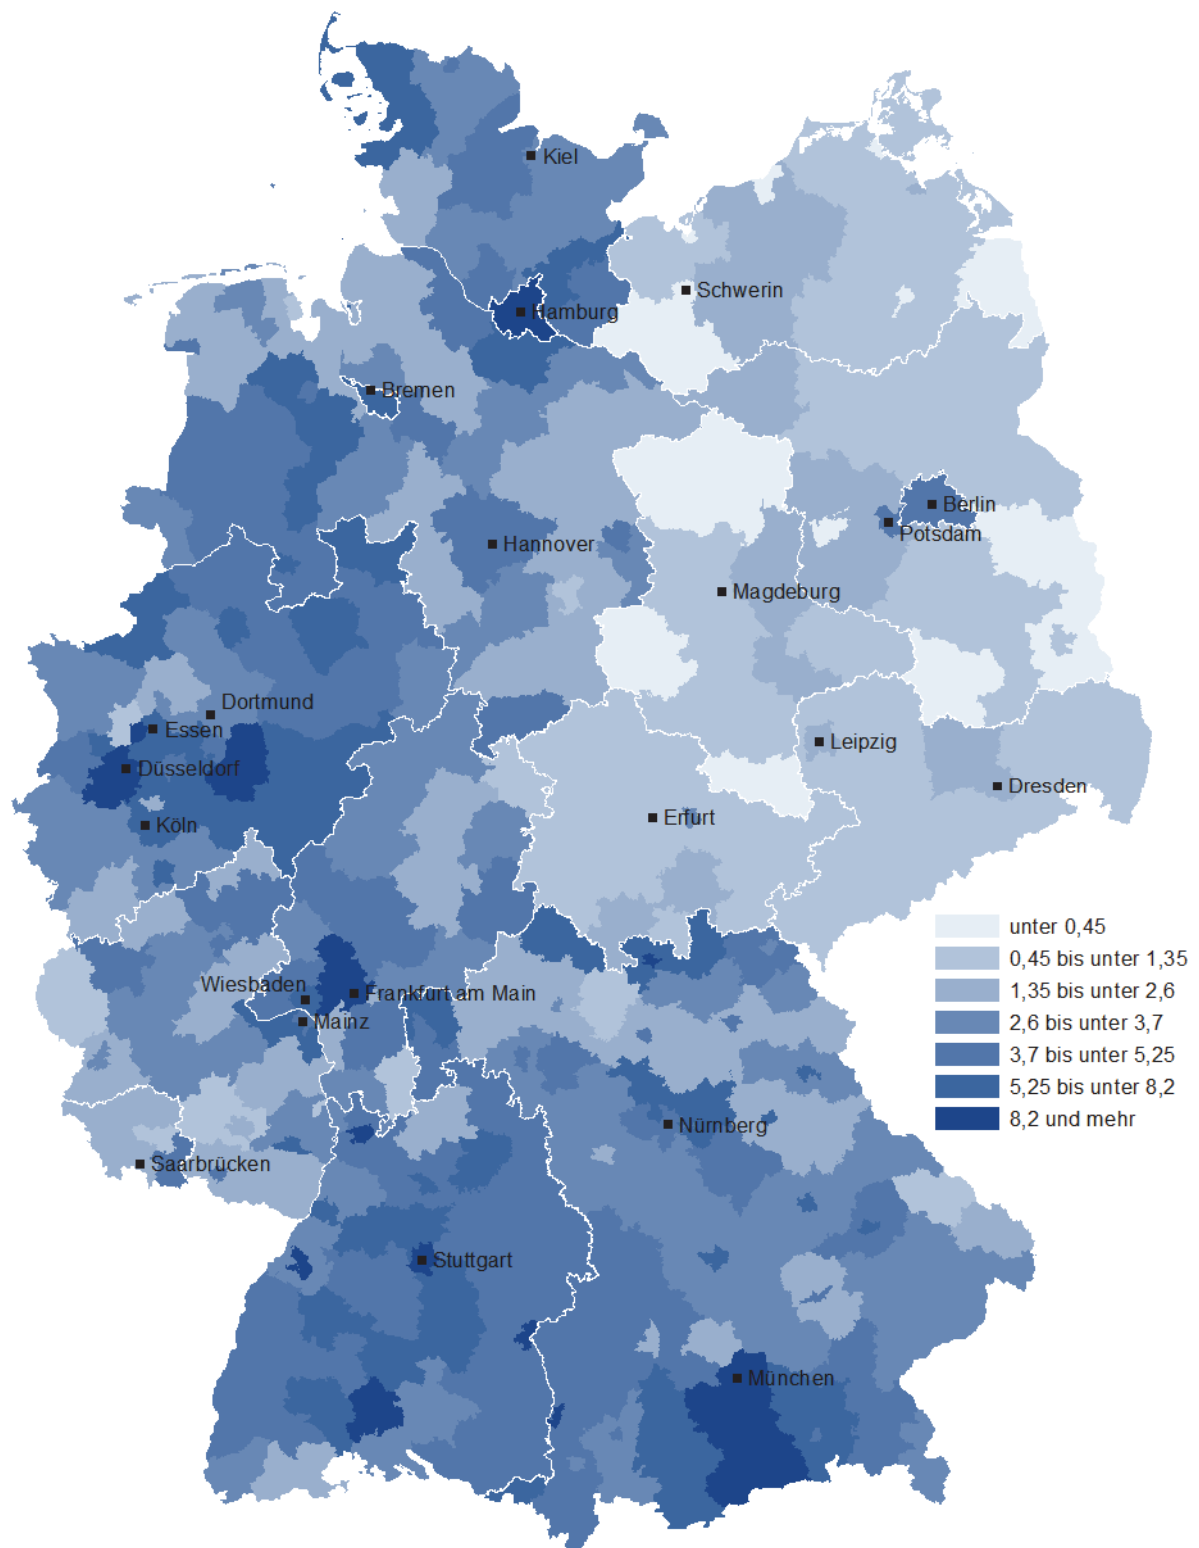 Kiel
Schwerin
Hamburg
Bremen
Berlin
Potsdam
Hannover
Magdeburg
Dortmund
Essen
Leipzig
Düsseldorf
Dresden
Erfurt
Köln
unter 0,45
0,45 bis unter 1,35
1,35 bis unter 2,6
2,6 bis unter 3,7
3,7 bis unter 5,25
5,25 bis unter 8,2
8,2 und mehr
Wiesbaden
Frankfurt am Main
Mainz
Nürnberg
Saarbrücken
Stuttgart
München